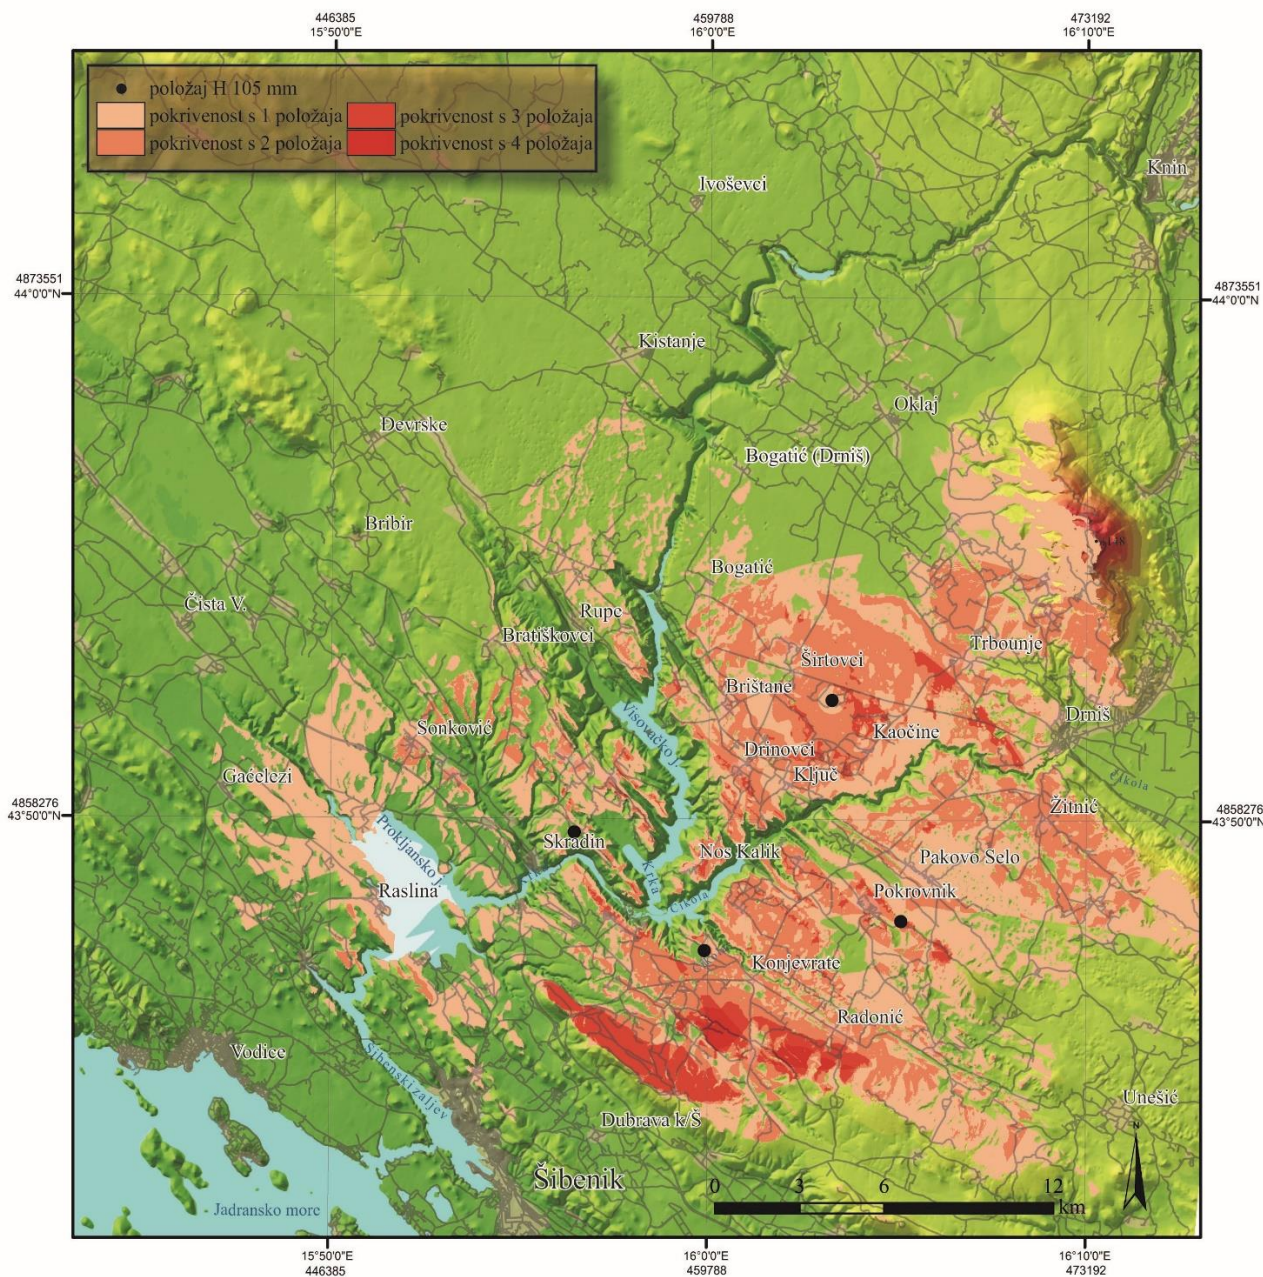 446385
15°50'0"E
459788
16°0'0"E
473192
16°10'0"E
položaj H 105 mm
pokrivenost s 1 položaja
pokrivenost s 3 položaja
pokrivenost s 2 položaja
pokrivenost s 4 položaja
Knin
Ivoševci
4873551
44°0'0"N
4873551
44°0'0"N
Kistanje
Oklaj
Đevrske
Bogatić (Drniš)
Bribir
Bogatić
Čista V.
Rupe
Bratiškovci
Trbounje
Širtovci
Brištane
Visovačko j.
Drniš
Sonković
Kaočine
Drinovci
Ključ
Gaćelezi
Čikola
Žitnić
4858276
43°50'0"N
4858276
43°50'0"N
Prokljansko j.
Skradin
Nos Kalik
Pakovo Selo
Krka
Krka
Raslina
Pokrovnik
Čikola
Konjevrate
Radonić
Vodice
Šibenski zaljev
Unešić
Dubrava k/Š
N
Šibenik
0
3
6
12
km
Jadransko more
15°50'0"E
446385
16°0'0"E
459788
16°10'0"E
473192